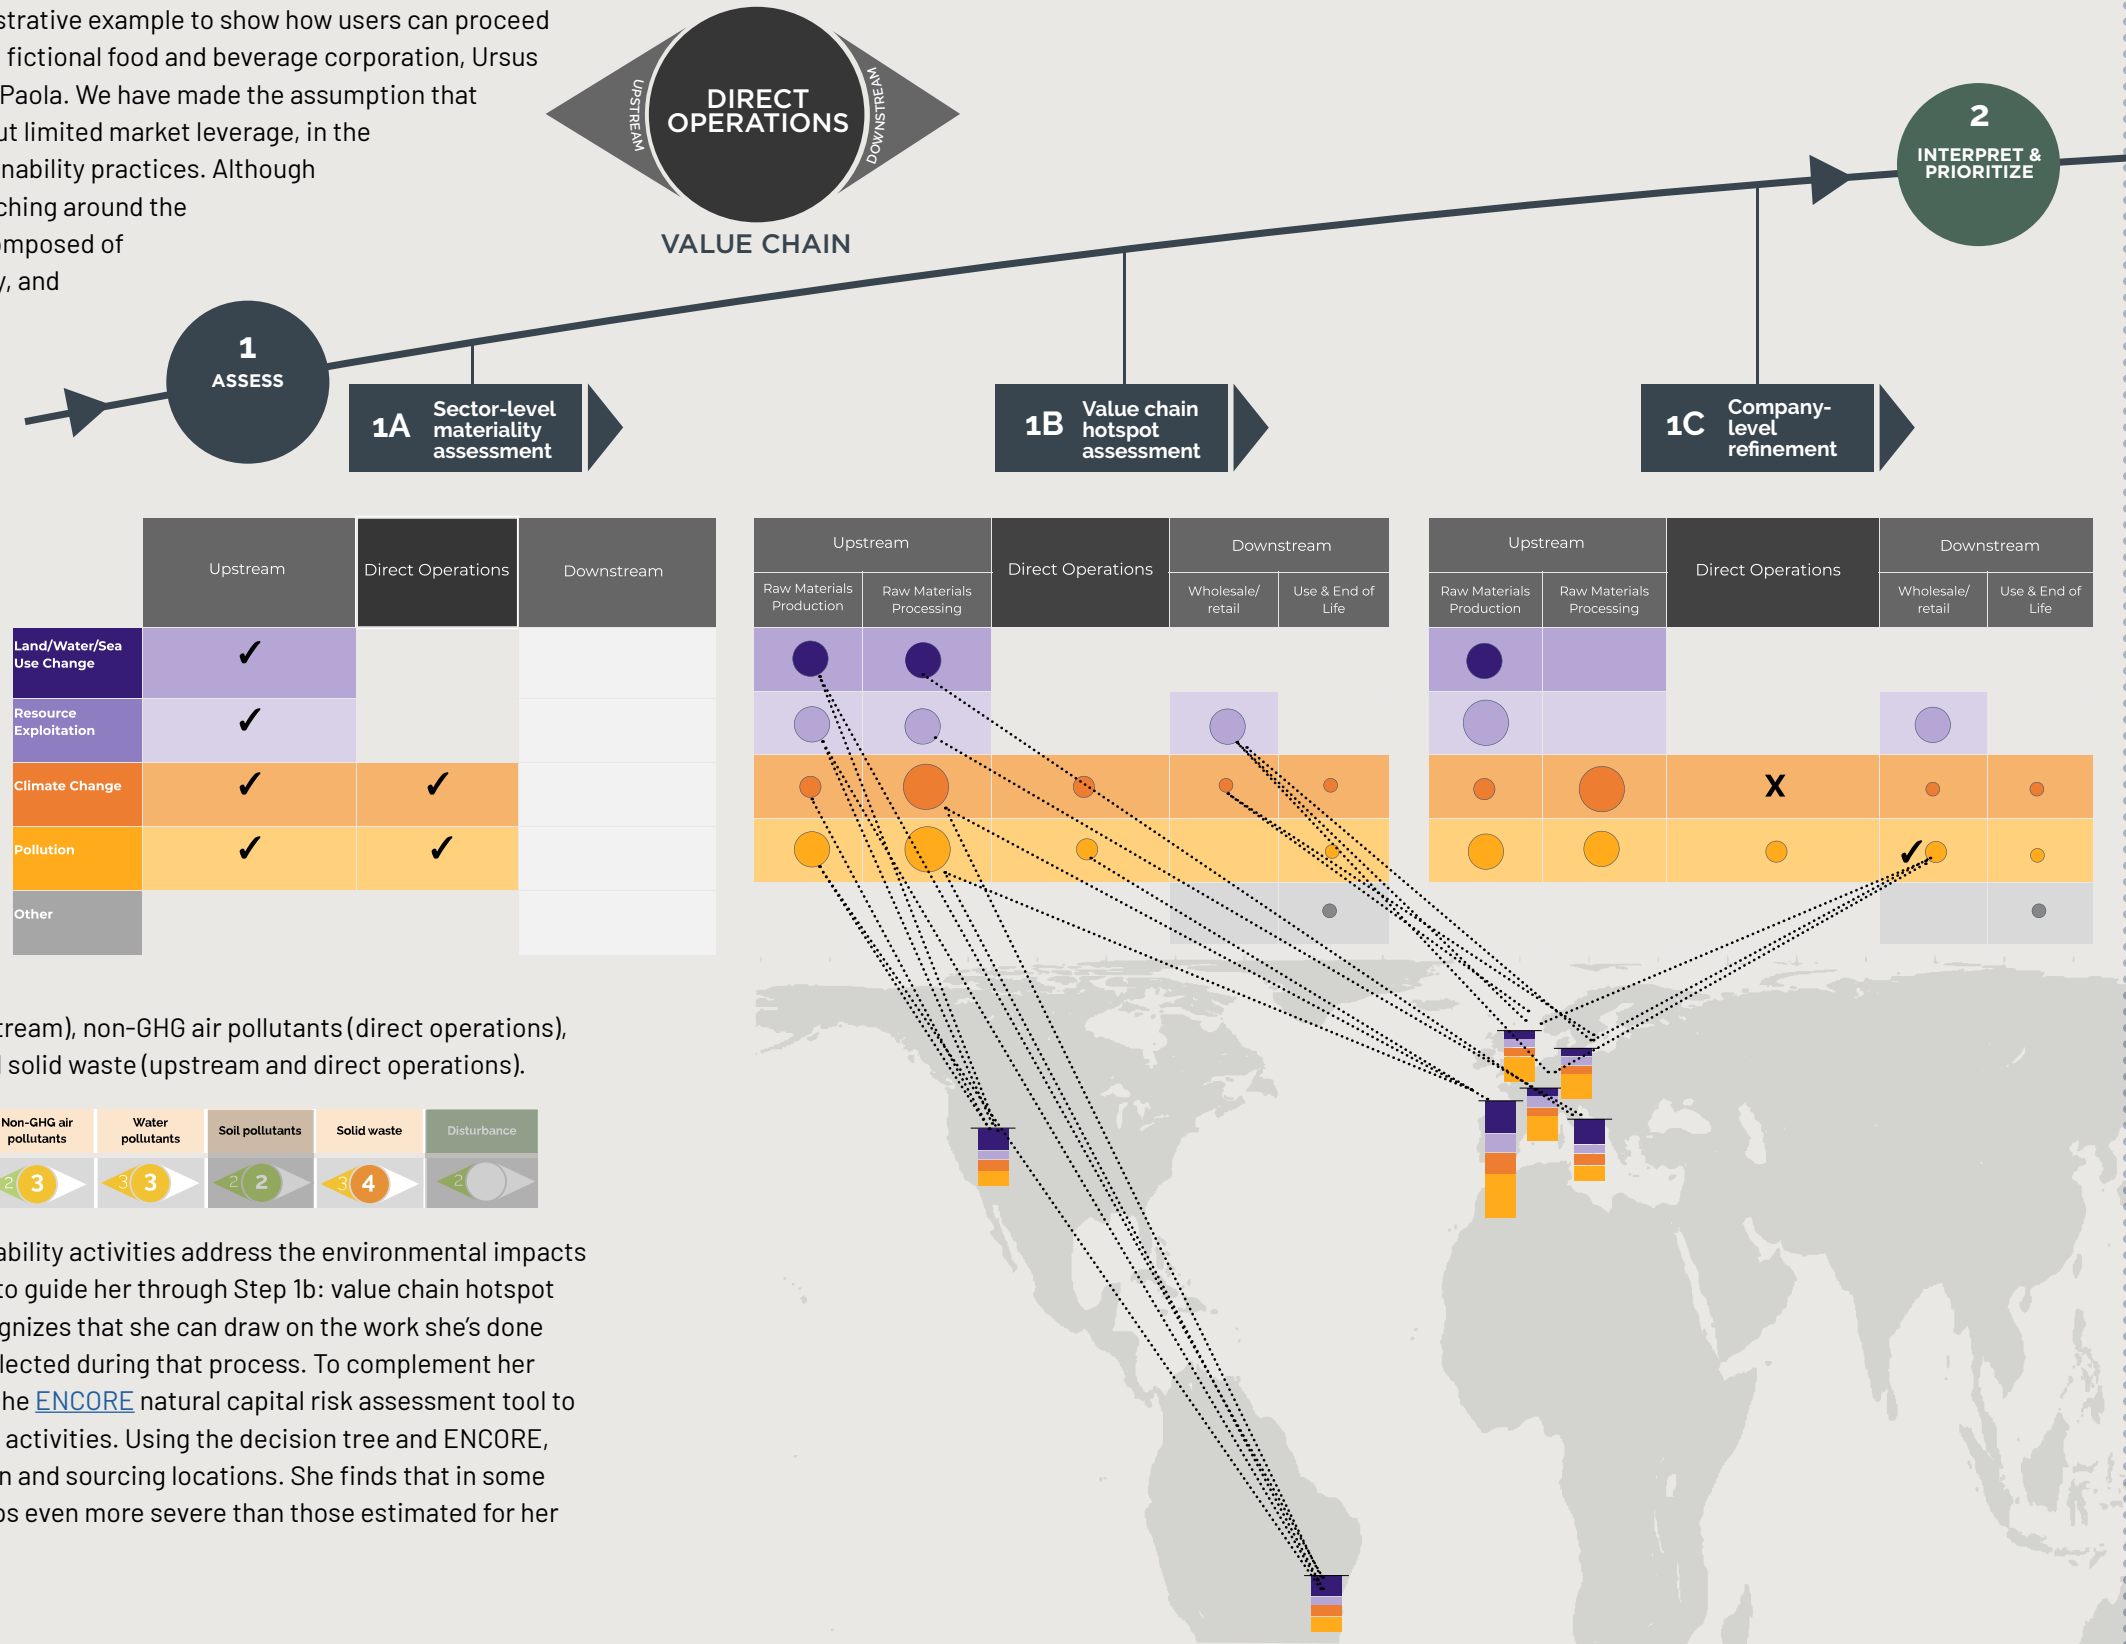 strative example to show how users can proceed
fictional food and beverage corporation, Ursus
Paola. We have made the assumption that
ut limited market leverage, in the
nability practices. Although
ching around the
omposed of
y, and
UPSTREAM
DIRECT
OPERATIONS
DOWNSTREAM
VALUE CHAIN
1
ASSESS
2
INTERPRET &
PRIORITIZE
1A Sector-level
materiality
assessment
1B Value chain
hotspot
assessment
1C Company-
level
refinement
Upstream Direct Operations Downstream
Land/Water/Sea
Use Change ✓
Resource
Exploitation ✓
Climate Change ✓ ✓
Pollution ✓ ✓
Other
Upstream Direct Operations Downstream
Raw Materials
Production
Raw Materials
Processing
Wholesale/
retail
Use & End of
Life
Upstream Direct Operations Downstream
Raw Materials
Production
Raw Materials
Processing
Wholesale/
retail
Use & End of
Life
X
✓
tream), non-GHG air pollutants (direct operations),
l solid waste (upstream and direct operations).
Non-GHG air
pollutants
Water
pollutants
Soil pollutants
Solid waste
Disturbance
2 3 3 3 2 2 3 4 2
ability activities address the environmental impacts
to guide her through Step 1b: value chain hotspot
gnizes that she can draw on the work she's done
llected during that process. To complement her
he ENCORE natural capital risk assessment tool to
activities. Using the decision tree and ENCORE,
n and sourcing locations. She finds that in some
ps even more severe than those estimated for her